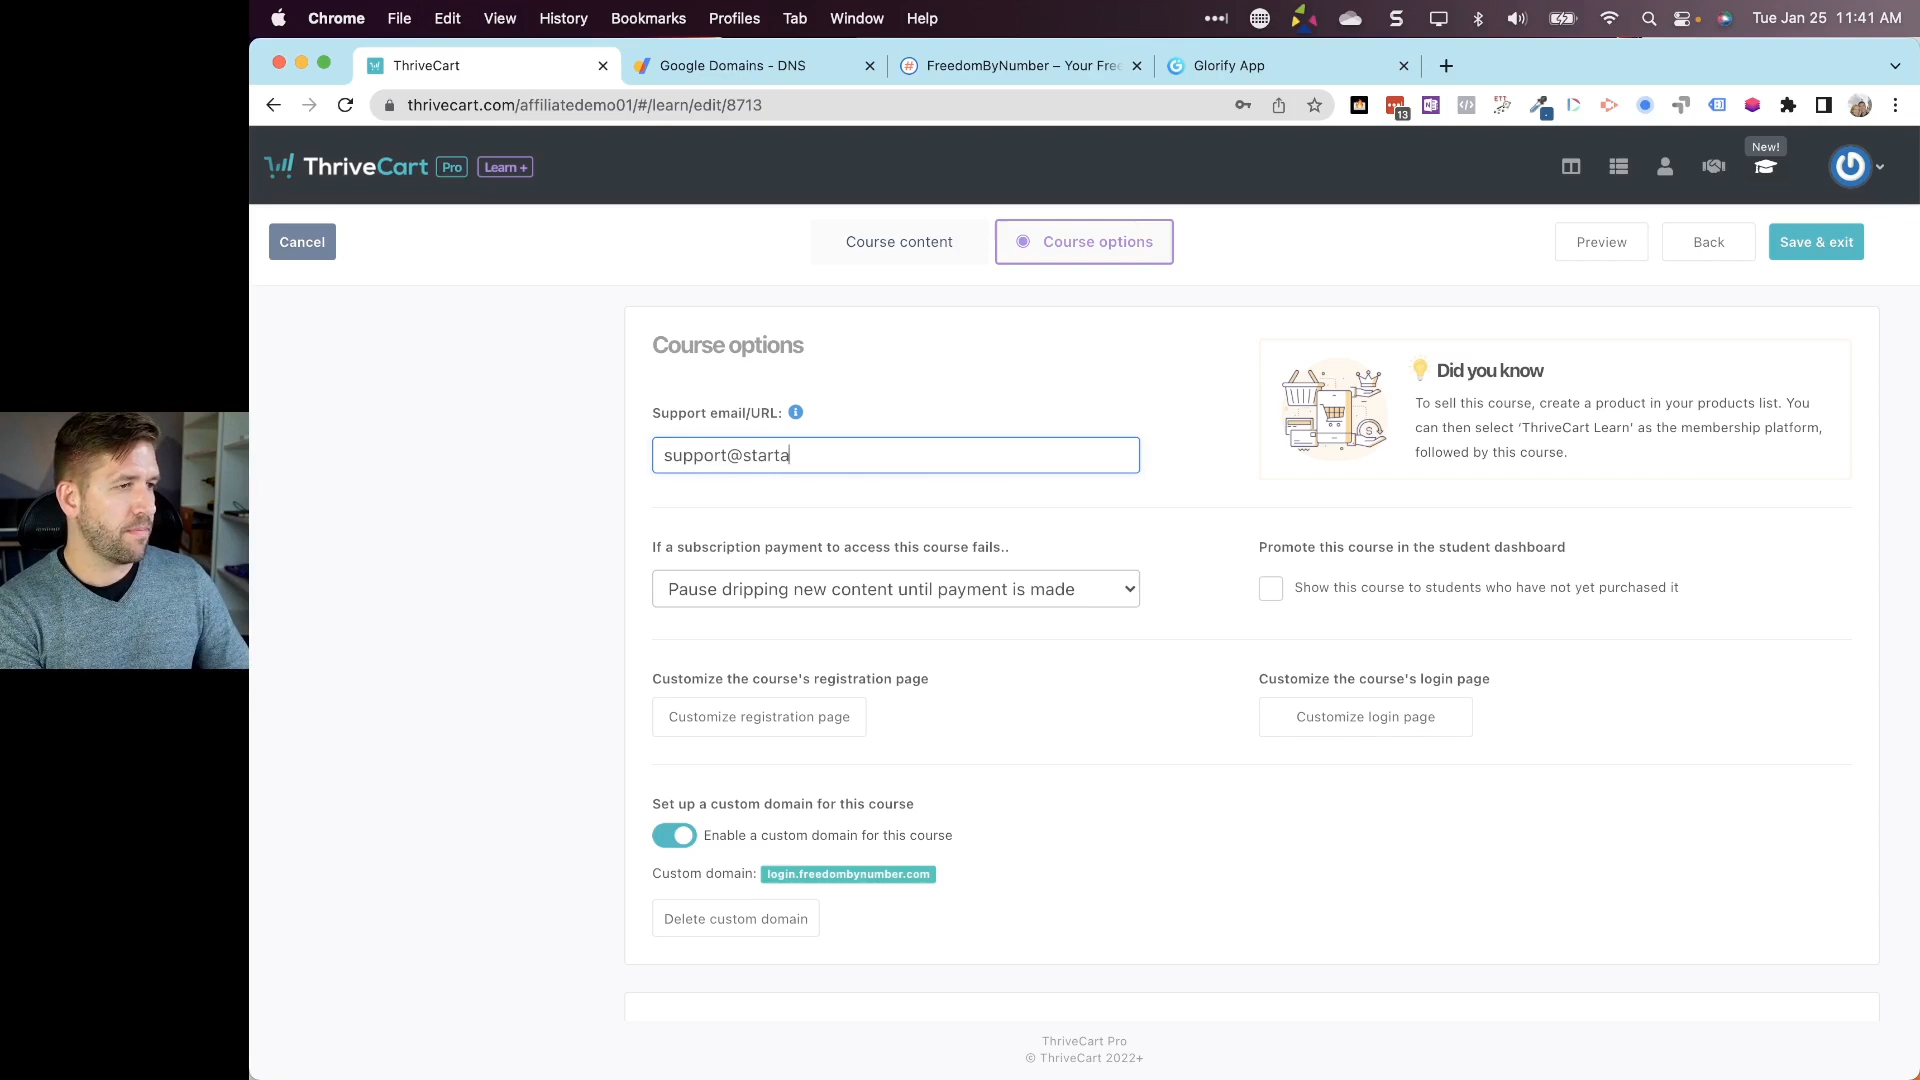 Chrome File Edit View History Bookmarks Profiles Tab Window Help Tue Jan 25 11:41 AM
ThriveCart Google Domains - DNS FreedomByNumber – Your Free Glorify App
thrivecart.com/affiliatedemo01/#/learn/edit/8713
ETT
13
New!
ThriveCart Pro Learn +
Cancel Course content Course options Preview Back Save & exit
Course options
Support email/URL:
support@starta
Did you know
To sell this course, create a product in your products list. You
can then select ‘ThriveCart Learn’ as the membership platform,
followed by this course.
If a subscription payment to access this course fails..
Pause dripping new content until payment is made
Promote this course in the student dashboard
Show this course to students who have not yet purchased it
Customize the course's registration page
Customize registration page
Customize the course's login page
Customize login page
Set up a custom domain for this course
Enable a custom domain for this course
Custom domain: login.freedombynumber.com
Delete custom domain
ThriveCart Pro
© ThriveCart 2022+